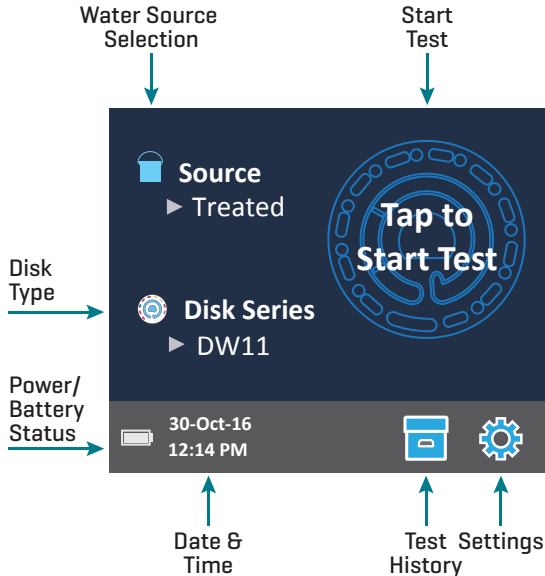 Water Source
Selection
Start
Test
Source
Treated
Tap to
Start Test
Disk
Type
Disk Series
DW11
Power/
Battery
Status
30-Oct-16
12:14 PM
Date &
Time
Test
History
Settings